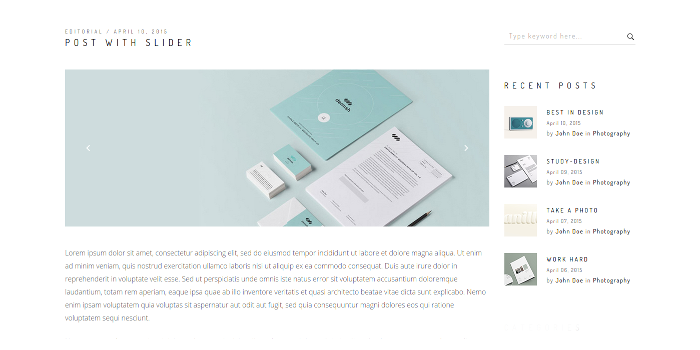 EDITORIAL / APRIL 10, 2015
POST WITH SLIDER
Lorem ipsum dolor sit amet, consectetur adipiscing elit, sed do eiusmod tempor incididunt ut labore et dolore magna aliqua. Ut enim
ad minim veniam, quis nostrud exercitation ullamco laboris nisi ut aliquip ex ea commodo consequat. Duis aute irure dolor in
reprehenderit in voluptate velit esse. Sed ut perspiciatis unde omnis iste natus error sit voluptatem accusantium doloremque
laudantium, totam rem aperiam, eaque ipsa quae ab illo inventore veritatis et quasi architecto beatae vitae dicta sunt explicabo. Nemo
enim ipsam voluptatem quia voluptas sit aspernatur aut odit aut fugit, sed quia consequuntur magni dolores eos qui ratione
voluptatem sequi nesciunt.
Type keyword here...
RECENT POSTS
BEST IN DESIGN
April 10, 2015
by John Doe in Photography
STUDY-DESIGN
April 09, 2015
by John Doe in Photography
TAKE A PHOTO
April 07, 2015
by John Doe in Photography
WORK HARD
April 06, 2015
by John Doe in Photography